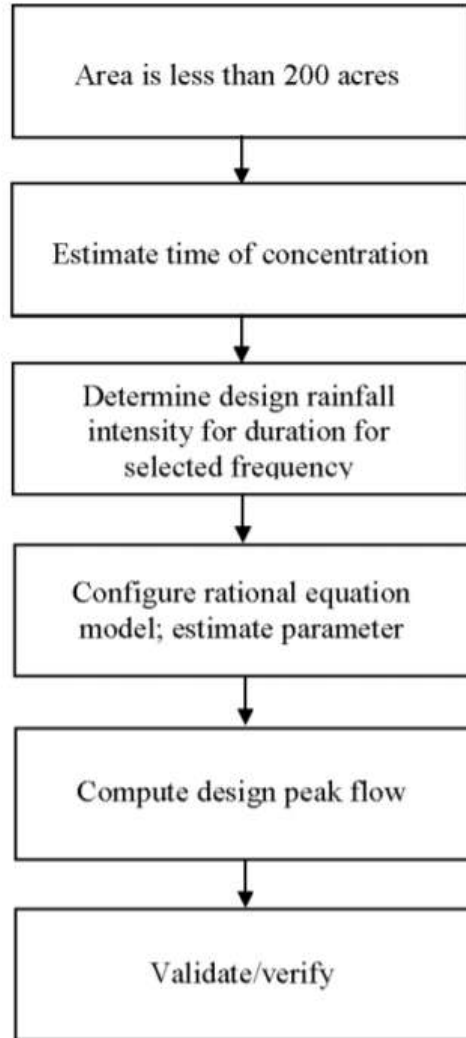 Area is less than 200 acres
Estimate time of concentration
Determine design rainfall
intensity for duration for
selected frequency
Configure rational equation
model; estimate parameter
Compute design peak flow
Validate/verify